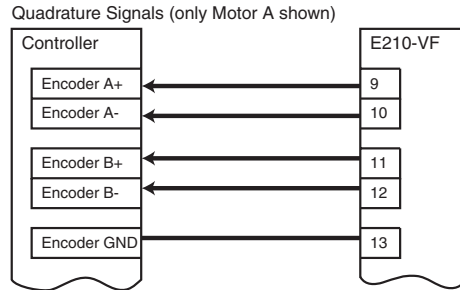 Quadrature Signals (only Motor A shown)
Controller E210-VF
Encoder A+ 9
Encoder A- 10
Encoder B+ 11
Encoder B- 12
Encoder GND 13